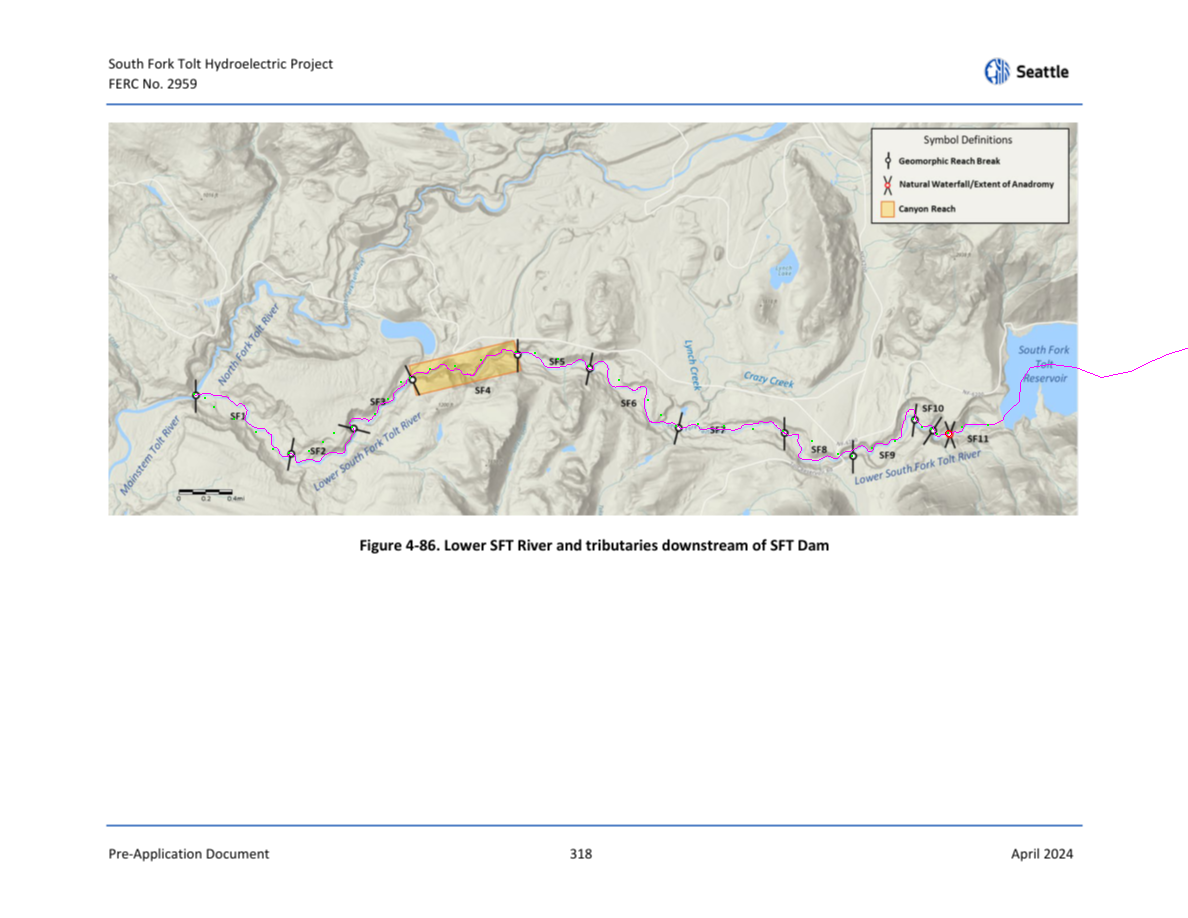 South Fork Tolt Hydroelectric Project
FERC No. 2959
Seattle
Symbol Definitions
Geomorphic Reach Break
Natural Waterfall/Extent of Anadromy
Canyon Reach
Lynch Lake
North Fork Tolt River
Mainstem Tolt River
SF1
SF2
SF3
Lower South Fork Tolt River
SF4
SF5
SF6
Lynch Creek
Crazy Creek
SF7
SF8
SF9
SF10
SF11
Lower South Fork Tolt River
South Fork
Tolt
Reservoir
0 0.2 0.4mi
Figure 4-86. Lower SFT River and tributaries downstream of SFT Dam
Pre-Application Document
318
April 2024